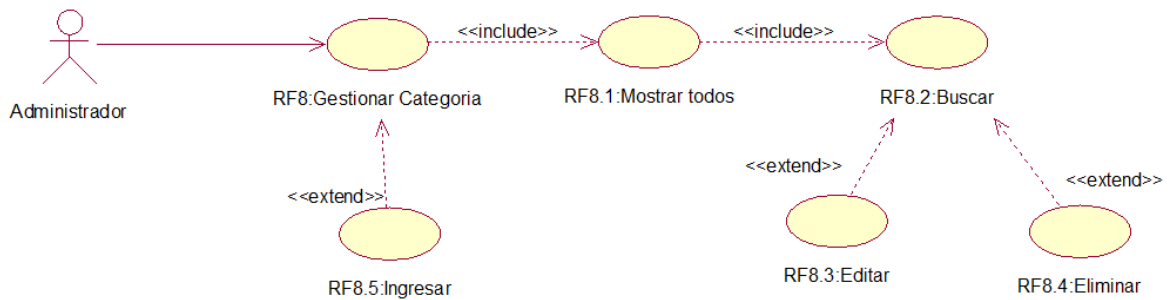 <<include>>
<<include>>
Administrador
RF8:Gestionar Categoria
RF8.1:Mostrar todos
RF8.2:Buscar
<<extend>>
<<extend>>
<<extend>>
RF8.5:Ingresar
RF8.3:Editar
RF8.4:Eliminar